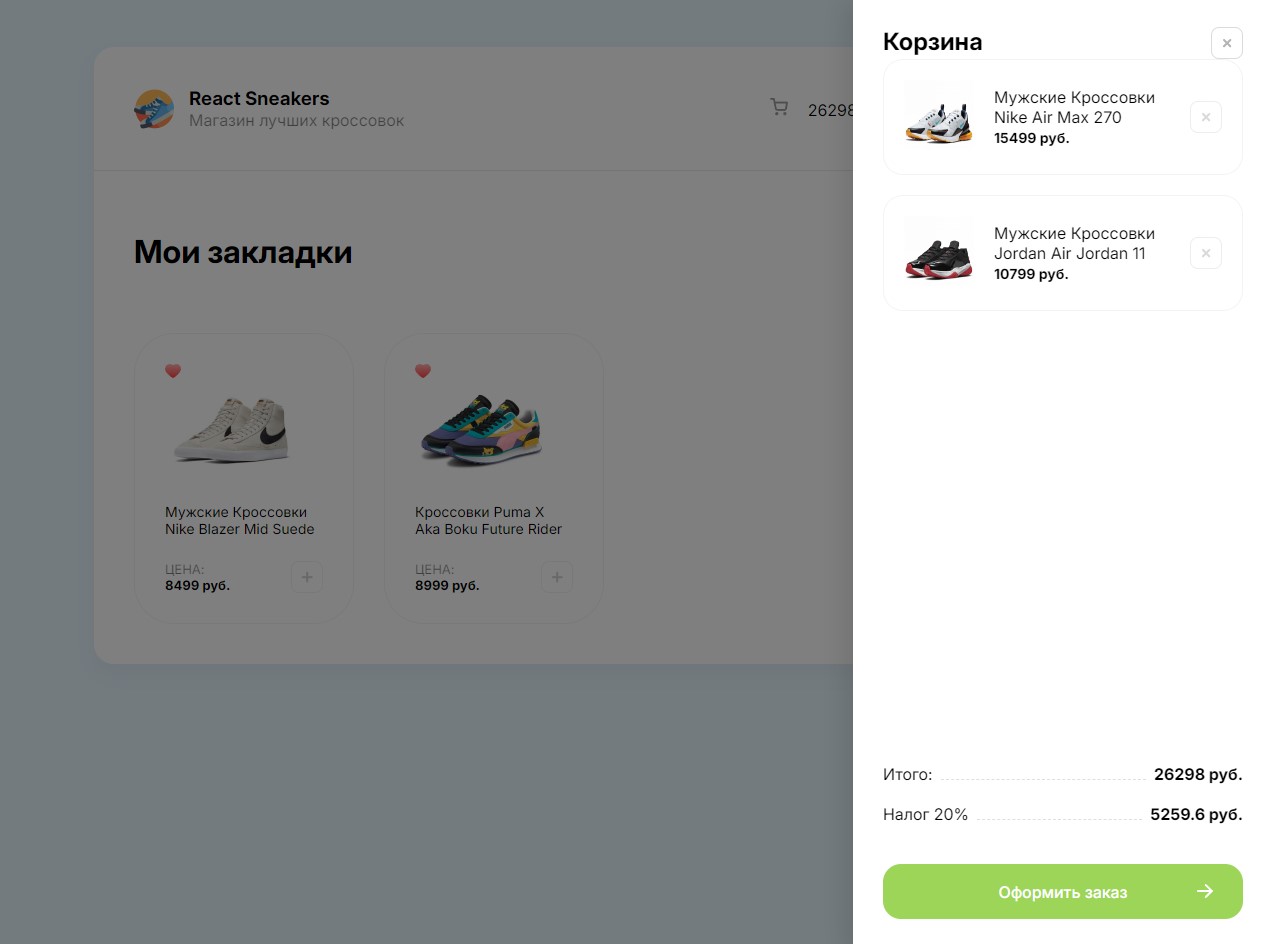 React Sneakers
Магазин лучших кроссовок
26298
Мои закладки
Мужские Кроссовки
Nike Blazer Mid Suede
ЦЕНА:
8499 руб.
Кроссовки Puma X
Aka Boku Future Rider
ЦЕНА:
8999 руб.
Корзина
Мужские Кроссовки
Nike Air Max 270
15499 руб.
Мужские Кроссовки
Jordan Air Jordan 11
10799 руб.
Итого: 26298 руб.
Налог 20% 5259.6 руб.
Оформить заказ